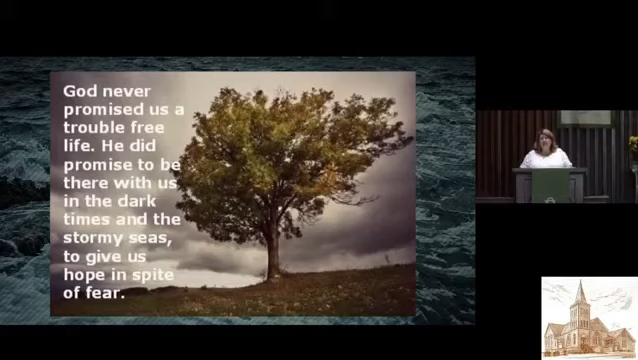 God never
promised us a
trouble free
life. He did
promise to be
there with us
in the dark
times and the
stormy seas,
to give us
hope in spite
of fear.